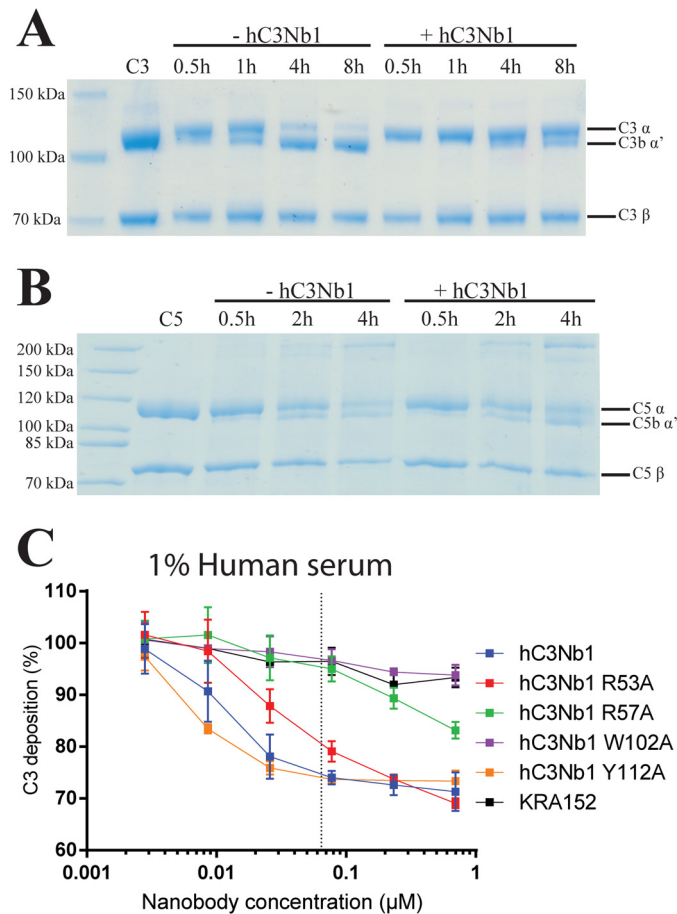 A
- hC3Nb1 + hC3Nb1
C3 0.5h 1h 4h 8h 0.5h 1h 4h 8h
150 kDa
C3 α
C3b α’
100 kDa
70 kDa C3 β
B
- hC3Nb1 + hC3Nb1
C5 0.5h 2h 4h 0.5h 2h 4h
200 kDa
150 kDa
120 kDa
C5 α
100 kDa C5b α’
85 kDa
C5 β
70 kDa
C
1% Human serum
110
100
90
80
70
60
C3 deposition (%)
0.001 0.01 0.1 1
Nanobody concentration (µM)
hC3Nb1
hC3Nb1 R53A
hC3Nb1 R57A
hC3Nb1 W102A
hC3Nb1 Y112A
KRA152